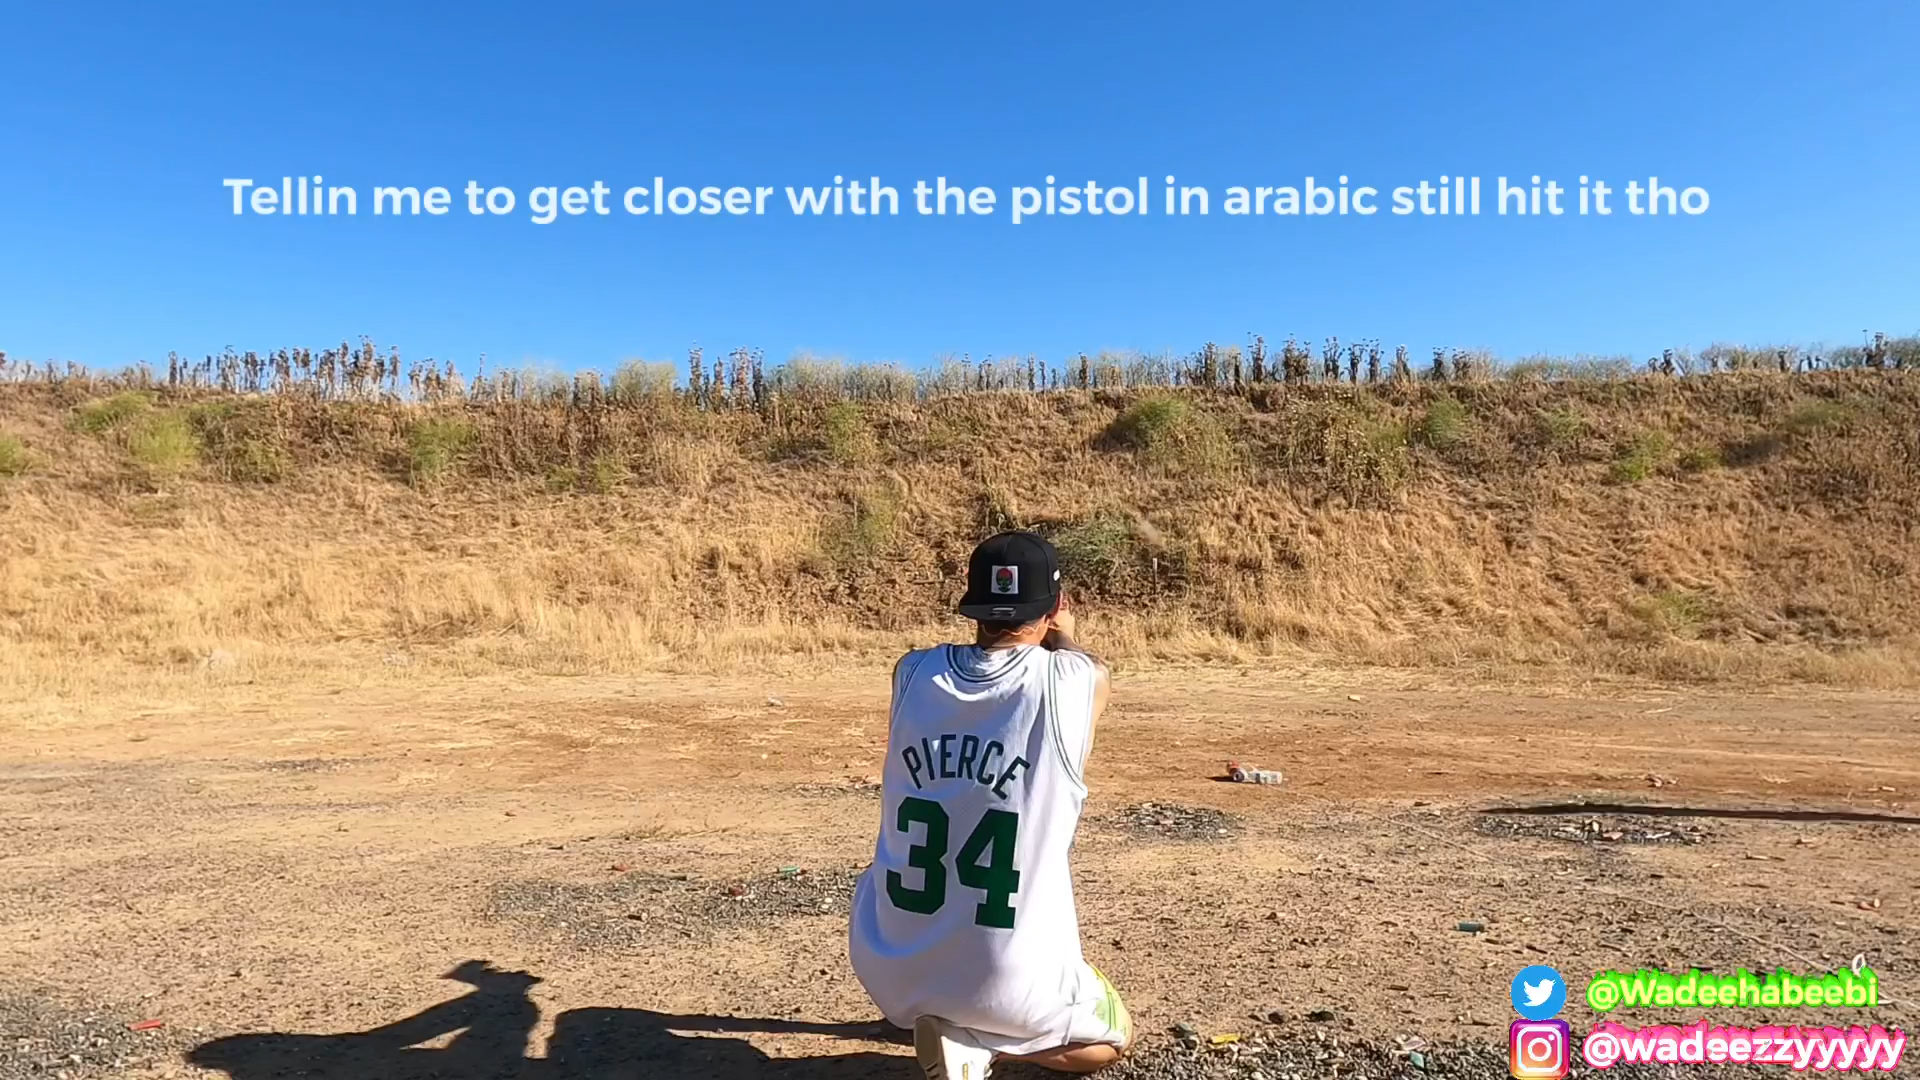 Tellin me to get closer with the pistol in arabic still hit it tho
PIERCE
34
@Wadeehabeebi
@wadeezzyyyyy